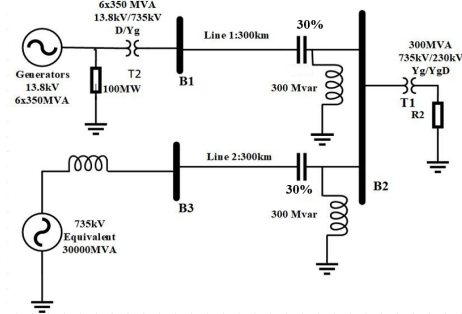 6x350 MVA
13.8kV/735kV
D/Yg
Line 1:300km
30%
Generators
13.8kV
6x350MVA
T2
100MW
B1
300 Mvar
300MVA
735kV/230kV
Yg/YgD
T1
R2
Line 2:300km
30%
B2
B3
300 Mvar
735kV
Equivalent
30000MVA